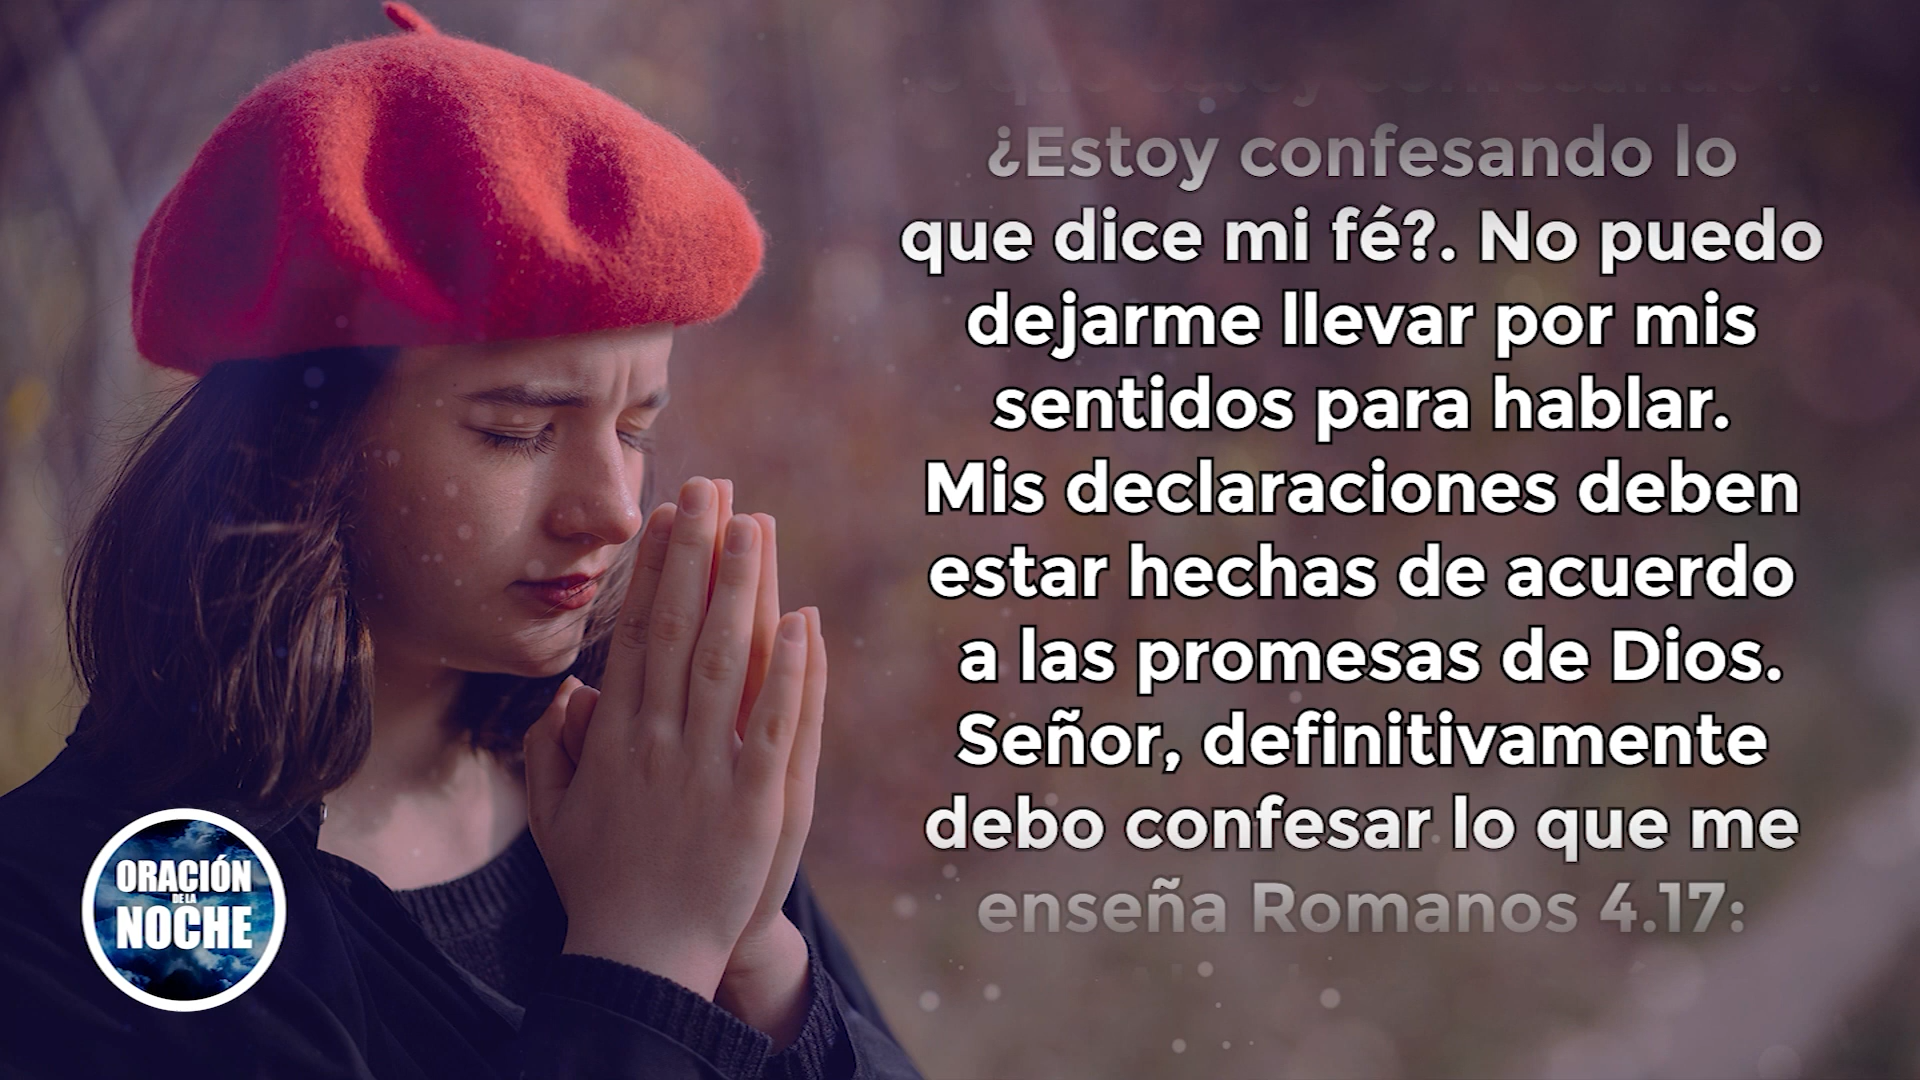 ¿Estoy confesando lo
que dice mi fé?. No puedo
dejarme llevar por mis
sentidos para hablar.
Mis declaraciones deben
estar hechas de acuerdo
a las promesas de Dios.
Señor, definitivamente
debo confesar lo que me
enseña Romanos 4.17:
ORACIÓN
DE LA
NOCHE